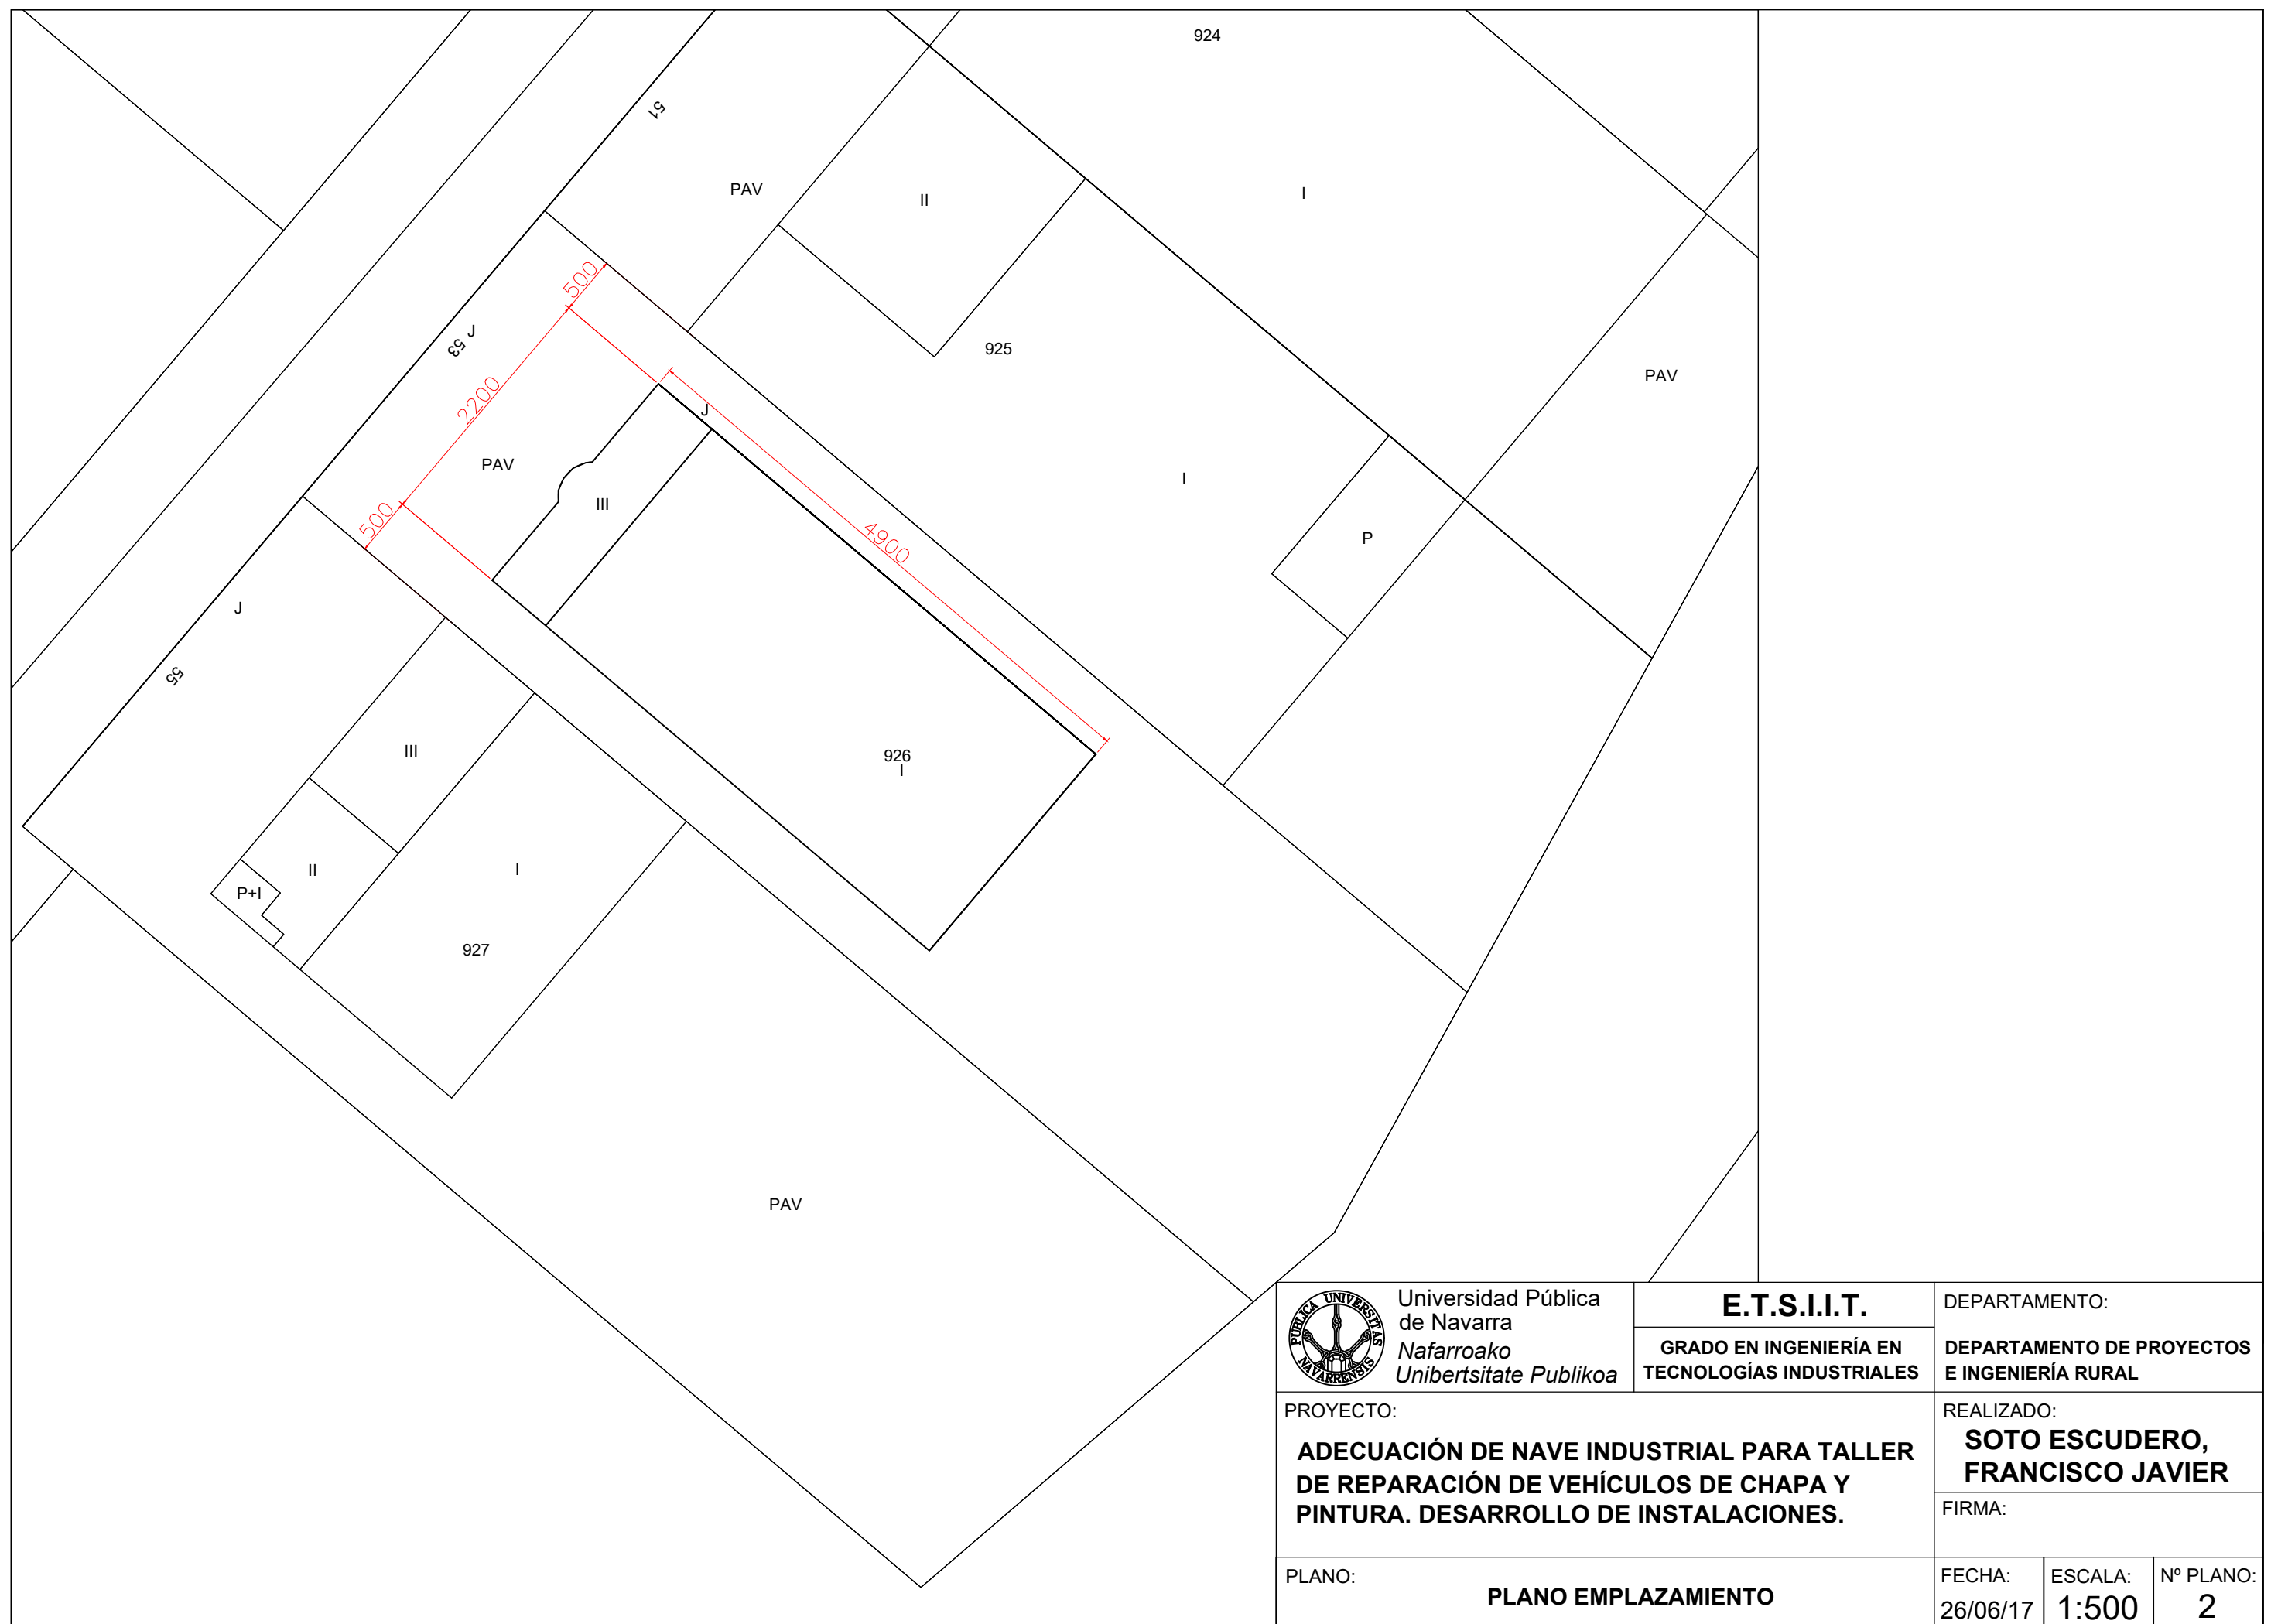 924
51
PAV
II
I
500
J
53
925
PAV
2200
J
PAV
I
III
500
4900
P
J
55
III
926
I
II
I
P+I
927
PAV
PUBLICA UNIVERSITAS NAVARRENSIS
Universidad Pública
de Navarra
Nafarroako
Unibertsitate Publikoa
E.T.S.I.I.T.
GRADO EN INGENIERÍA EN
TECNOLOGÍAS INDUSTRIALES
DEPARTAMENTO:
DEPARTAMENTO DE PROYECTOS
E INGENIERÍA RURAL
PROYECTO:
ADECUACIÓN DE NAVE INDUSTRIAL PARA TALLER
DE REPARACIÓN DE VEHÍCULOS DE CHAPA Y
PINTURA. DESARROLLO DE INSTALACIONES.
REALIZADO:
SOTO ESCUDERO,
FRANCISCO JAVIER
FIRMA:
PLANO:
PLANO EMPLAZAMIENTO
FECHA:
26/06/17
ESCALA:
1:500
Nº PLANO:
2